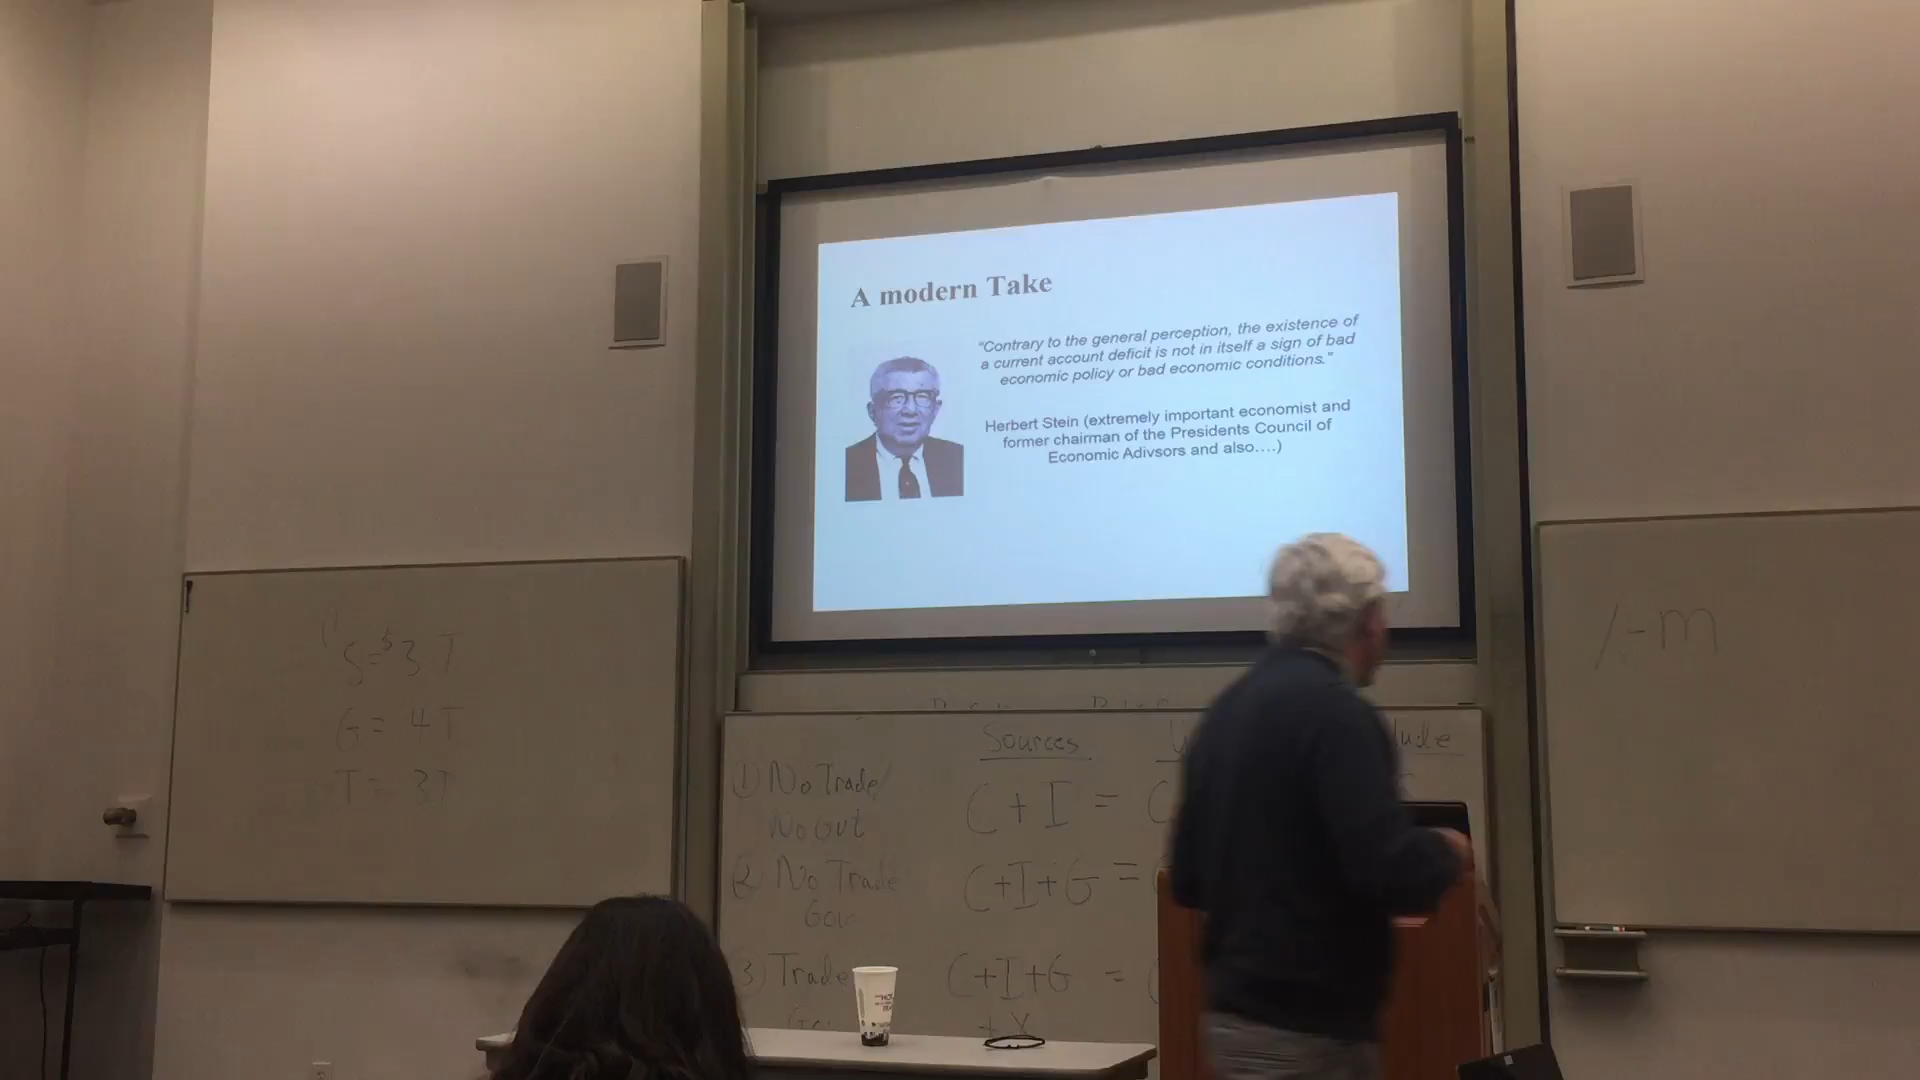 A modern Take
"Contrary to the general perception, the existence of
a current account deficit is not in itself a sign of bad
economic policy or bad economic conditions."
Herbert Stein (extremely important economist and
former chairman of the Presidents Council of
Economic Adivsors and also….)
S=$3 T
G= 4T
T= 3T
Sources
① No Trade/
No Gvt
C+I =
② No Trade
C+I+G =
3) Trade
C+I+G =
+X